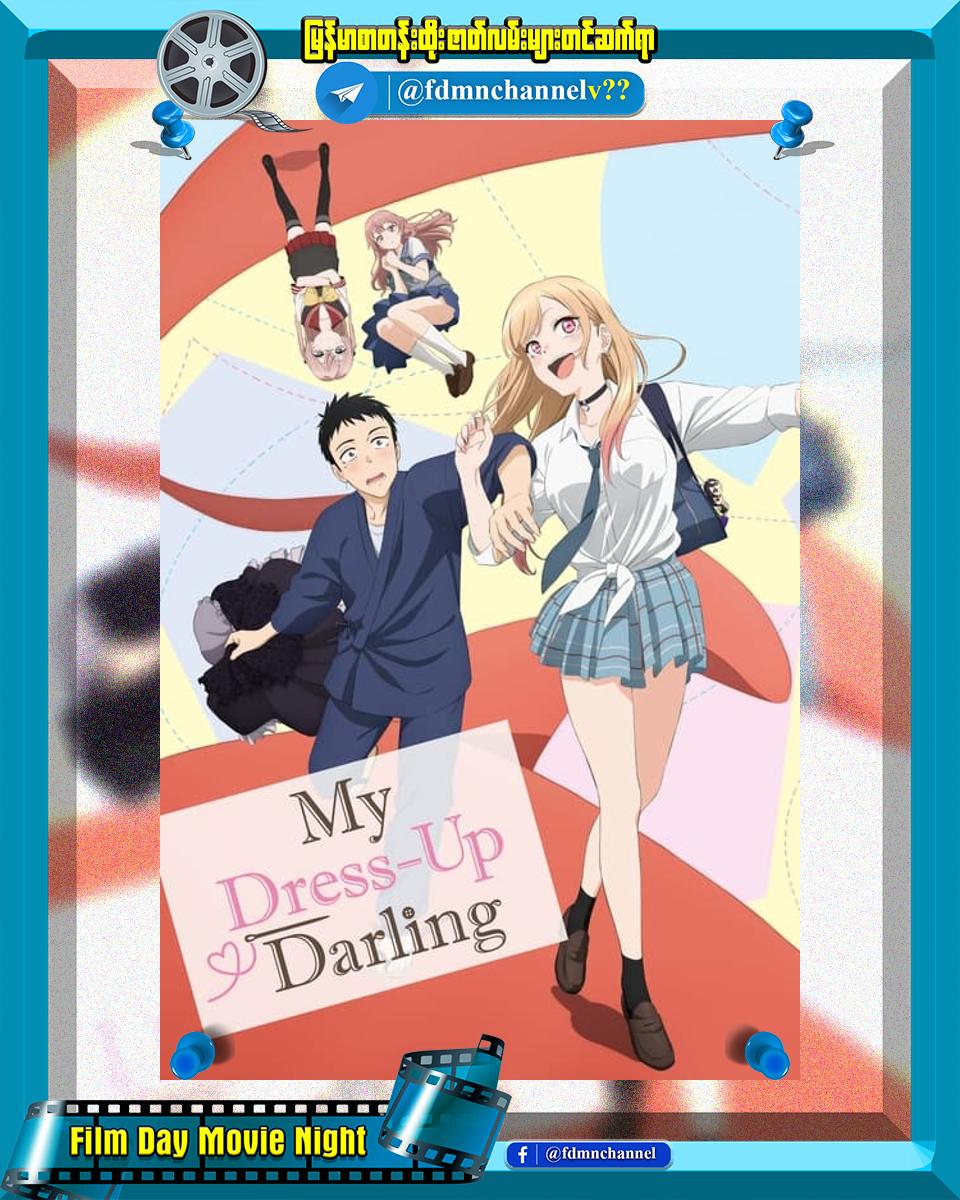 မြန်မာစာတန်းထိုးဇာတ်လမ်းများတင်ဆက်ရာ
@fdmnchannelv??
My
Dress-Up
Darling
Film Day Movie Night
@fdmnchannel